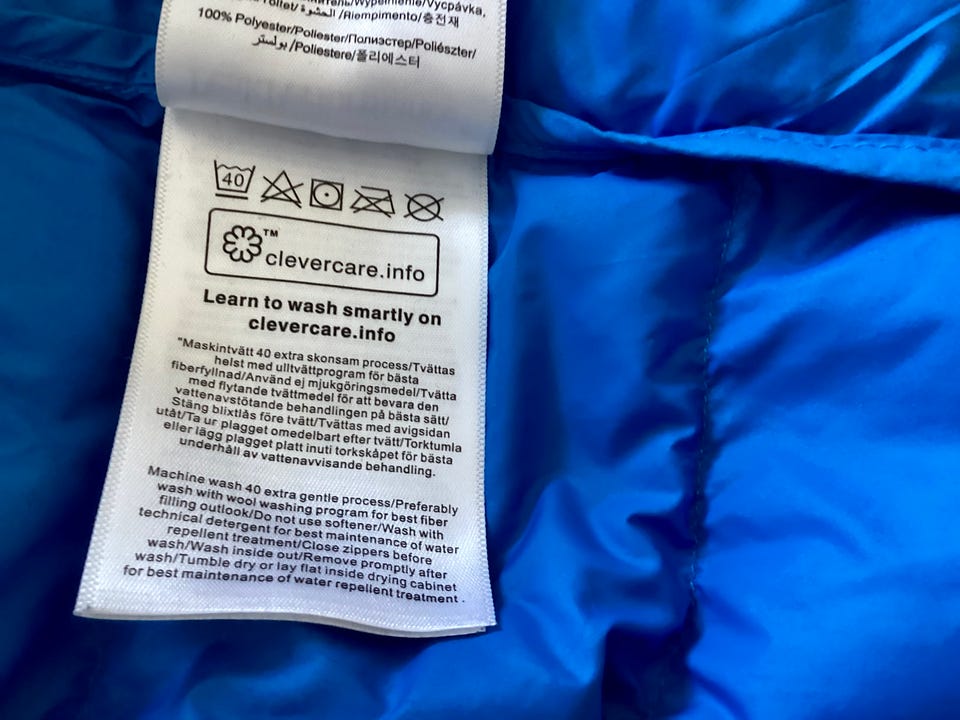 100% Polyester/Poliester/Полиэстер/Poliészter/
بولستر/Poliestere/폴리에스터
40
TM
clevercare.info
Learn to wash smartly on
clevercare.info
"Maskintvätt 40 extra skonsam process/Tvättas
helst med ulltvättprogram för bästa
fiberfyllnad/Använd ej mjukgöringsmedel/Tvätta
med flytande tvättmedel för att bevara den
vattenavstötande behandlingen på bästa sätt/
Stäng blixtlås före tvätt/Tvättas med avigsidan
utåt/Ta ur plagget omedelbart efter tvätt/Torktumla
eller lägg plagget platt inuti torkskåpet för bästa
underhåll av vattenavvisande behandling.
Machine wash 40 extra gentle process/Preferably
wash with wool washing program for best fiber
filling outlook/Do not use softener/Wash with
technical detergent for best maintenance of water
repellent treatment/Close zippers before
wash/Wash inside out/Remove promptly after
wash/Tumble dry or lay flat inside drying cabinet
for best maintenance of water repellent treatment .